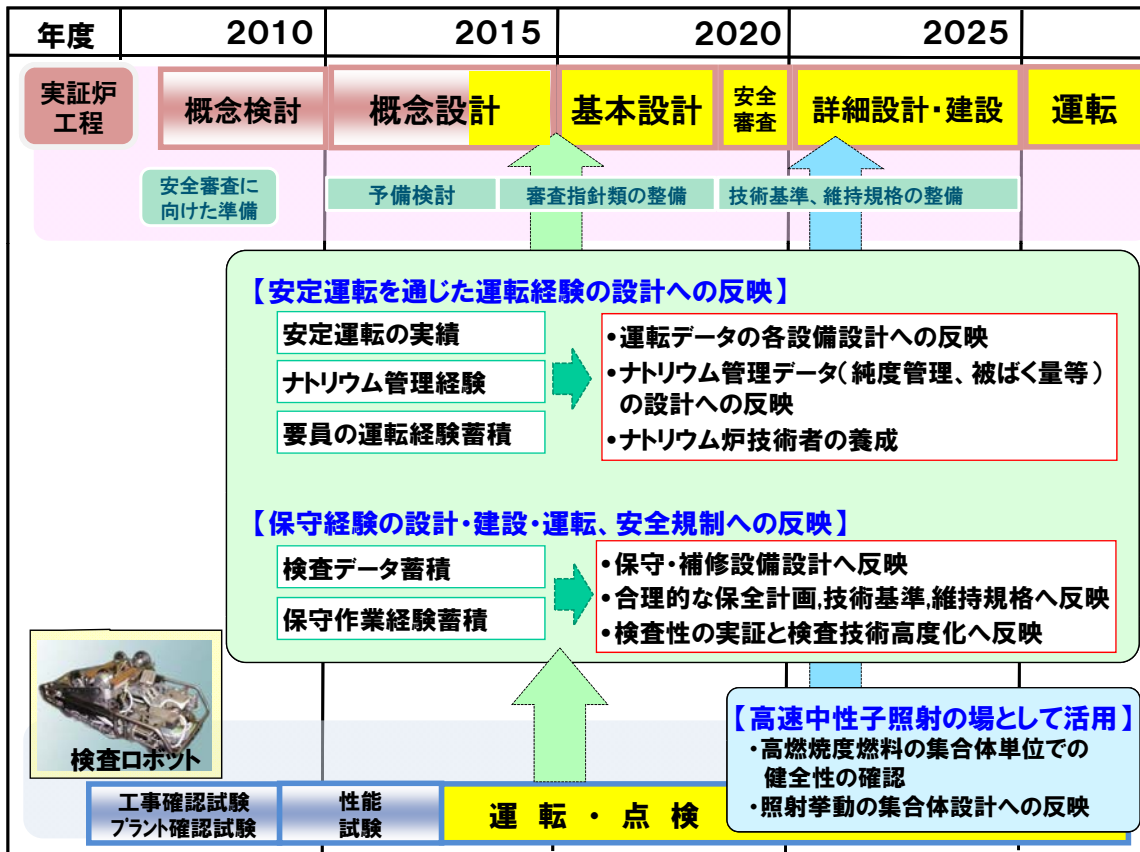 年度 2010 2015 2020 2025
実証炉
工程
概念検討
概念設計
基本設計
安全
審査
詳細設計・建設
運転
安全審査に
向けた準備
予備検討
審査指針類の整備
技術基準、維持規格の整備
【安定運転を通じた運転経験の設計への反映】
安定運転の実績
ナトリウム管理経験
要員の運転経験蓄積
•運転データの各設備設計への反映
•ナトリウム管理データ(純度管理、被ばく量等)
の設計への反映
•ナトリウム炉技術者の養成
【保守経験の設計・建設・運転、安全規制への反映】
検査データ蓄積
保守作業経験蓄積
•保守・補修設備設計へ反映
•合理的な保全計画,技術基準,維持規格へ反映
•検査性の実証と検査技術高度化へ反映
検査ロボット
【高速中性子照射の場として活用】
・高燃焼度燃料の集合体単位での
健全性の確認
・照射挙動の集合体設計への反映
工事確認試験
プラント確認試験
性能
試験
運転・点検